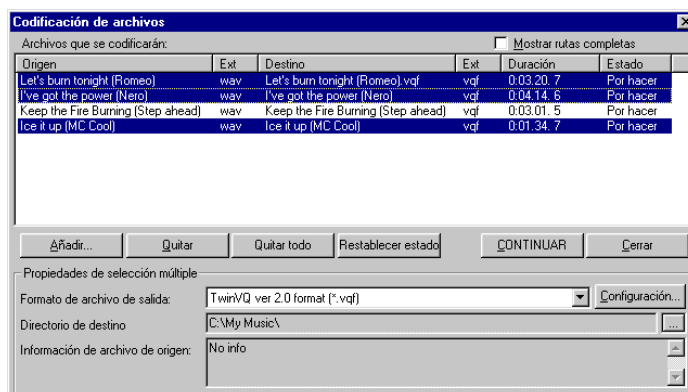 Codificación de archivos
Archivos que se codificarán: Mostrar rutas completas
Origen Ext Destino Ext Duración Estado
Let's burn tonight (Romeo) wav Let's burn tonight (Romeo).vqf vqf 0:03.20. 7 Por hacer
I've got the power (Nero) wav I've got the power (Nero) vqf 0:04.14. 6 Por hacer
Keep the Fire Burning (Step ahead) wav Keep the Fire Burning (Step ahead) vqf 0:03.01. 5 Por hacer
Ice it up (MC Cool) wav Ice it up (MC Cool) vqf 0:01.34. 7 Por hacer
Añadir... Quitar Quitar todo Restablecer estado CONTINUAR Cerrar
Propiedades de selección múltiple
Formato de archivo de salida: TwinVQ ver 2.0 format (*.vqf) Configuración...
Directorio de destino C:\My Music\ ...
Información de archivo de origen: No info